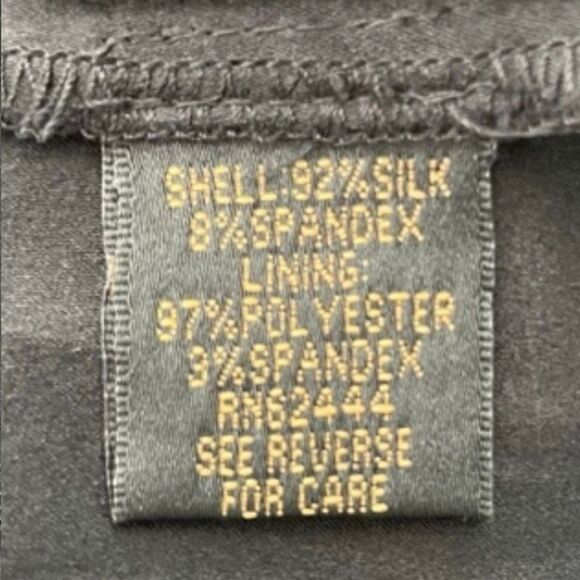 SHELL:92%SILK
8%SPANDEX
LINING:
97%POLYESTER
3%SPANDEX
RN62444
SEE REVERSE
FOR CARE